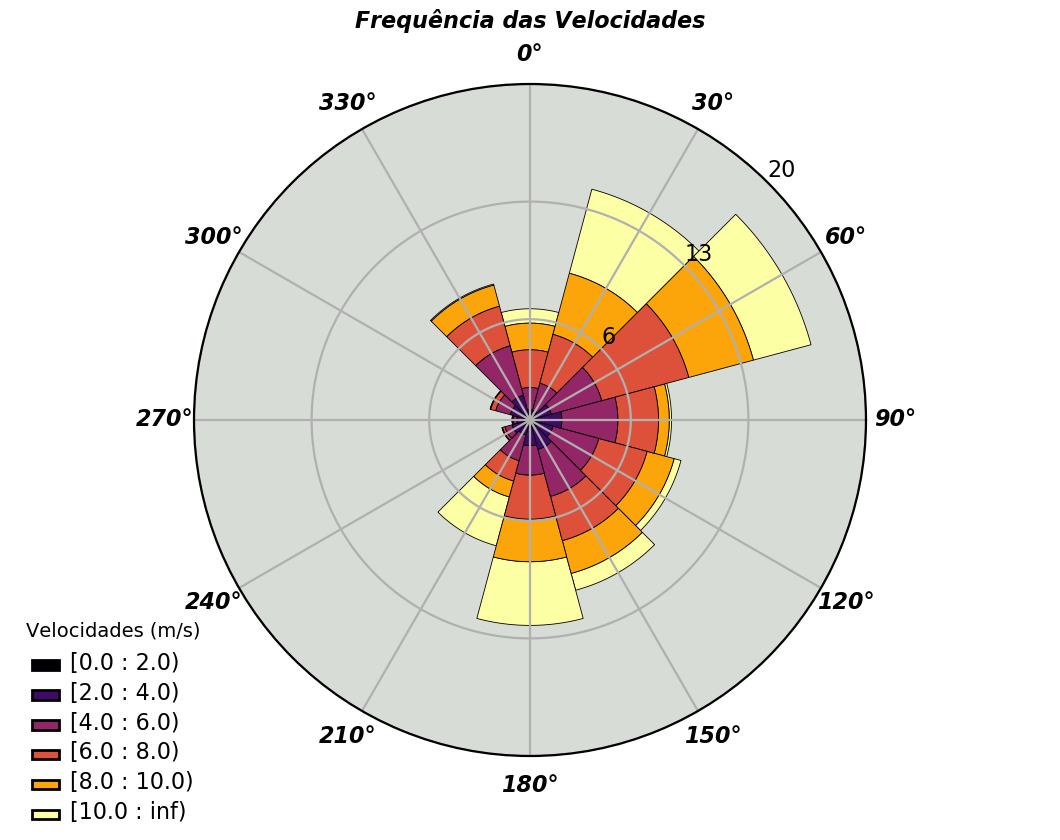 Frequência das Velocidades
0°
330°
30°
20
300°
60°
13
6
270°
90°
240°
120°
210°
150°
180°
Velocidades (m/s)
[0.0 : 2.0)
[2.0 : 4.0)
[4.0 : 6.0)
[6.0 : 8.0)
[8.0 : 10.0)
[10.0 : inf)